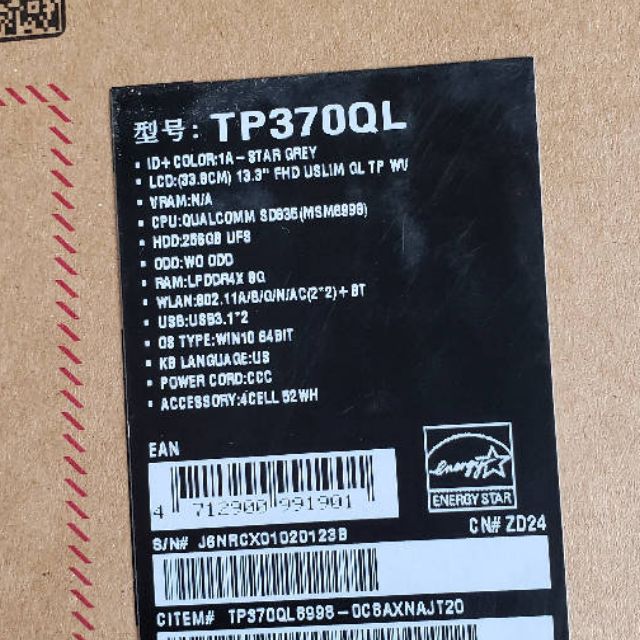 型号: TP370QL
▪ ID+ COLOR:1A-STAR GREY
▪ LCD:(33.8CM) 13.3" FHD USLIM GL TP WV
▪ VRAM:N/A
▪ CPU:QUALCOMM SD835(MSM8998)
▪ HDD:256GB UFS
▪ ODD:WO ODD
▪ RAM:LPDDR4X 8G
▪ WLAN:802.11A/B/G/N/AC(2*2)+BT
▪ USB:USB3.1*2
▪ OS TYPE:WIN10 64BIT
▪ KB LANGUAGE:US
▪ POWER CORD:CCC
▪ ACCESSORY:4CELL 52WH
EAN
4 712900 991901
energy
ENERGY STAR
CN# ZD24
S/N# J6NRCX01020123B
CITEM# TP370QL8998-0C8AXNAJT20